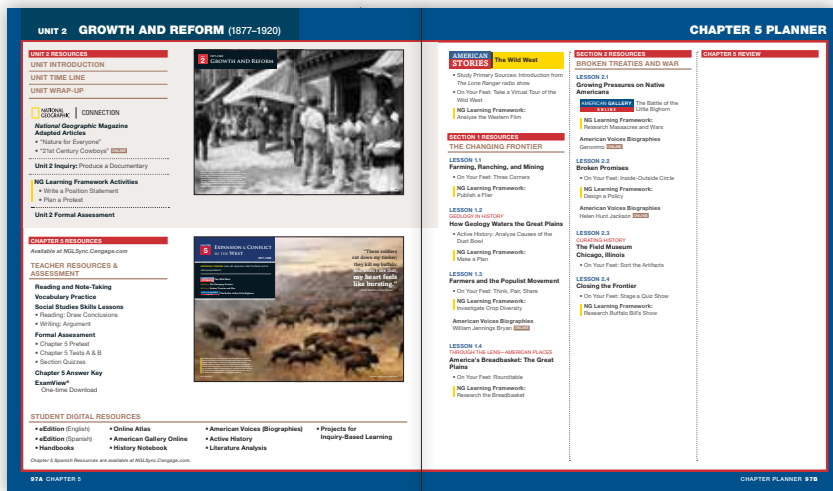 UNIT 2 GROWTH AND REFORM (1877–1920)
UNIT 2 RESOURCES
UNIT INTRODUCTION
UNIT TIME LINE
UNIT WRAP-UP
NATIONAL GEOGRAPHIC CONNECTION
National Geographic Magazine
Adapted Articles
• "Nature for Everyone"
• "21st Century Cowboys" ONLINE
Unit 2 Inquiry: Produce a Documentary
NG Learning Framework Activities
• Write a Position Statement
• Plan a Protest
Unit 2 Formal Assessment
2 GROWTH AND REFORM
CHAPTER 5 RESOURCES
Available at NGLSync.Cengage.com
TEACHER RESOURCES &
ASSESSMENT
Reading and Note-Taking
Vocabulary Practice
Social Studies Skills Lessons
• Reading: Draw Conclusions
• Writing: Argument
Formal Assessment
• Chapter 5 Pretest
• Chapter 5 Tests A & B
• Section Quizzes
Chapter 5 Answer Key
ExamView®
One-time Download
5 EXPANSION & CONFLICT
IN THE WEST
"These soldiers
cut down my timber;
they kill my buffalo;
and when I see that,
my heart feels
like bursting."
STUDENT DIGITAL RESOURCES
• eEdition (English)
• eEdition (Spanish)
• Handbooks
• Online Atlas
• American Gallery Online
• History Notebook
• American Voices (Biographies)
• Active History
• Literature Analysis
• Projects for
Inquiry-Based Learning
Chapter 5 Spanish Resources are available at NGLSync.Cengage.com.
97A CHAPTER 5
CHAPTER 5 PLANNER
AMERICAN STORIES The Wild West
• Study Primary Sources: Introduction from
The Lone Ranger radio show
• On Your Feet: Take a Virtual Tour of the
Wild West
NG Learning Framework:
Analyze the Western Film
SECTION 1 RESOURCES
THE CHANGING FRONTIER
LESSON 1.1
Farming, Ranching, and Mining
• On Your Feet: Three Corners
NG Learning Framework:
Publish a Flier
LESSON 1.2
GEOLOGY IN HISTORY
How Geology Waters the Great Plains
• Active History: Analyze Causes of the
Dust Bowl
NG Learning Framework:
Make a Plan
LESSON 1.3
Farmers and the Populist Movement
• On Your Feet: Think, Pair, Share
NG Learning Framework:
Investigate Crop Diversity
American Voices Biographies
William Jennings Bryan ONLINE
LESSON 1.4
THROUGH THE LENS—AMERICAN PLACES
America's Breadbasket: The Great
Plains
• On Your Feet: Roundtable
NG Learning Framework:
Research the Breadbasket
SECTION 2 RESOURCES
BROKEN TREATIES AND WAR
LESSON 2.1
Growing Pressures on Native
Americans
AMERICAN GALLERY ONLINE The Battle of the
Little Bighorn
NG Learning Framework:
Research Massacres and Wars
American Voices Biographies
Geronimo ONLINE
LESSON 2.2
Broken Promises
• On Your Feet: Inside-Outside Circle
NG Learning Framework:
Design a Policy
American Voices Biographies
Helen Hunt Jackson ONLINE
LESSON 2.3
CURATING HISTORY
The Field Museum
Chicago, Illinois
• On Your Feet: Sort the Artifacts
LESSON 2.4
Closing the Frontier
• On Your Feet: Stage a Quiz Show
NG Learning Framework:
Research Buffalo Bill's Show
CHAPTER 5 REVIEW
CHAPTER PLANNER 97B